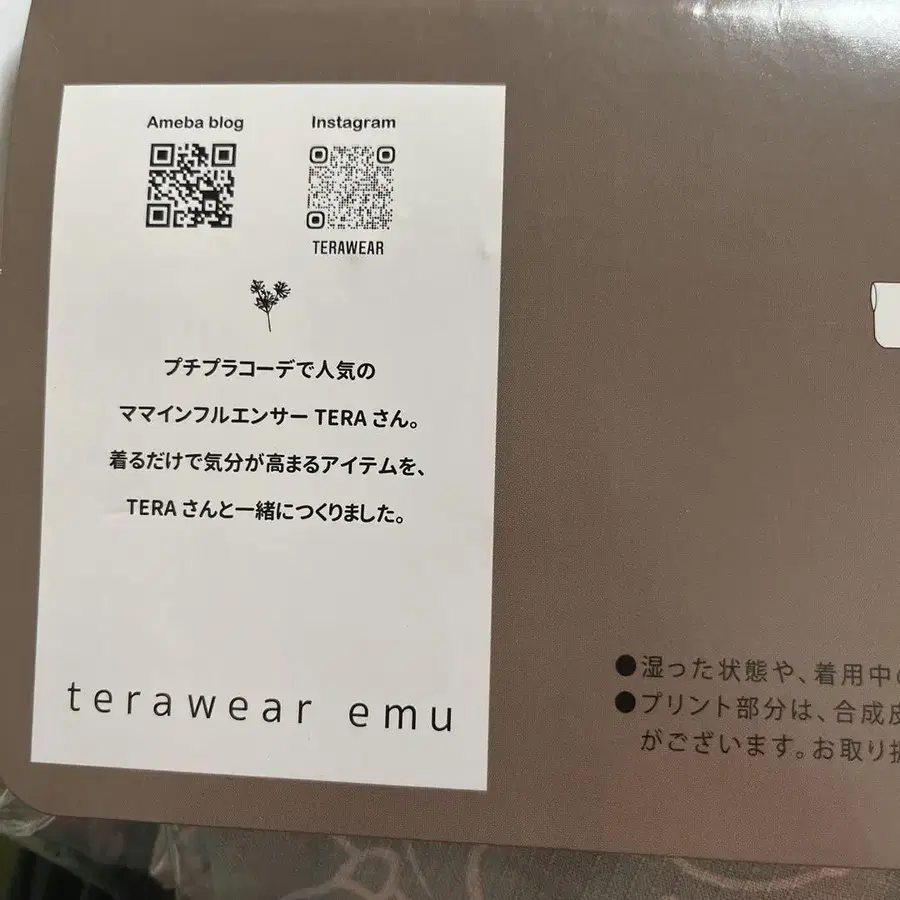 Ameba blog
Instagram
TERAWEAR
プチプラコーデで人気の
ママインフルエンサー TERA さん。
着るだけで気分が高まるアイテムを、
TERA さんと一緒につくりました。
terawear emu
●湿った状態や、着用中
●プリント部分は、合成皮
がございます。お取り扱